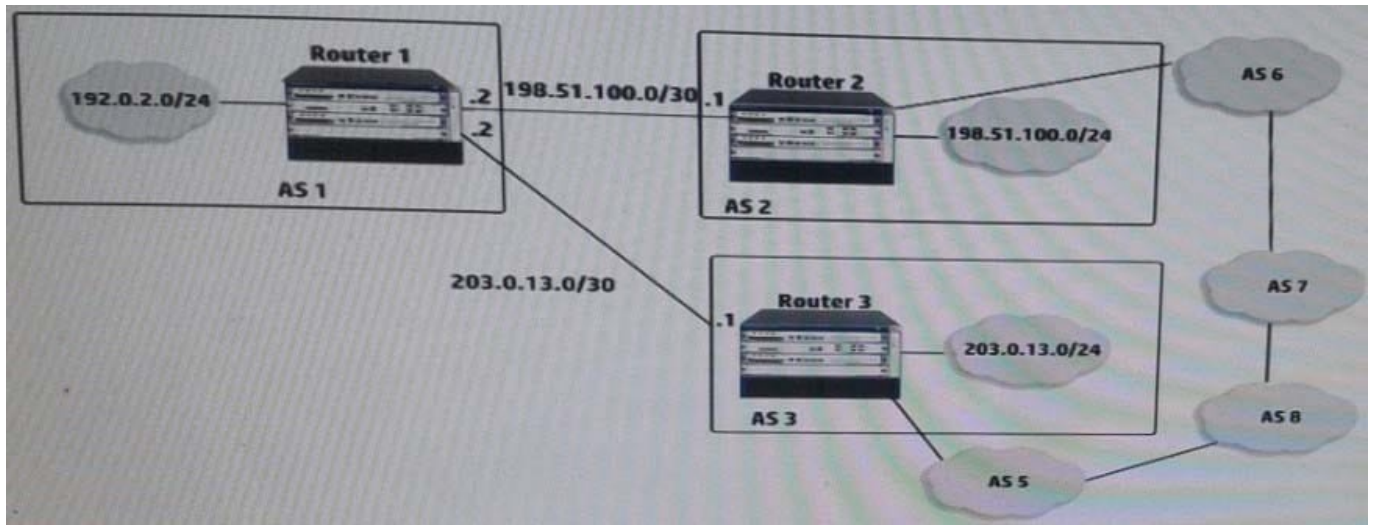 Router 1
192.0.2.0/24
.2
.2
AS 1
198.51.100.0/30
.1
Router 2
198.51.100.0/24
AS 2
AS 6
203.0.13.0/30
.1
Router 3
203.0.13.0/24
AS 3
AS 7
AS 8
AS 5